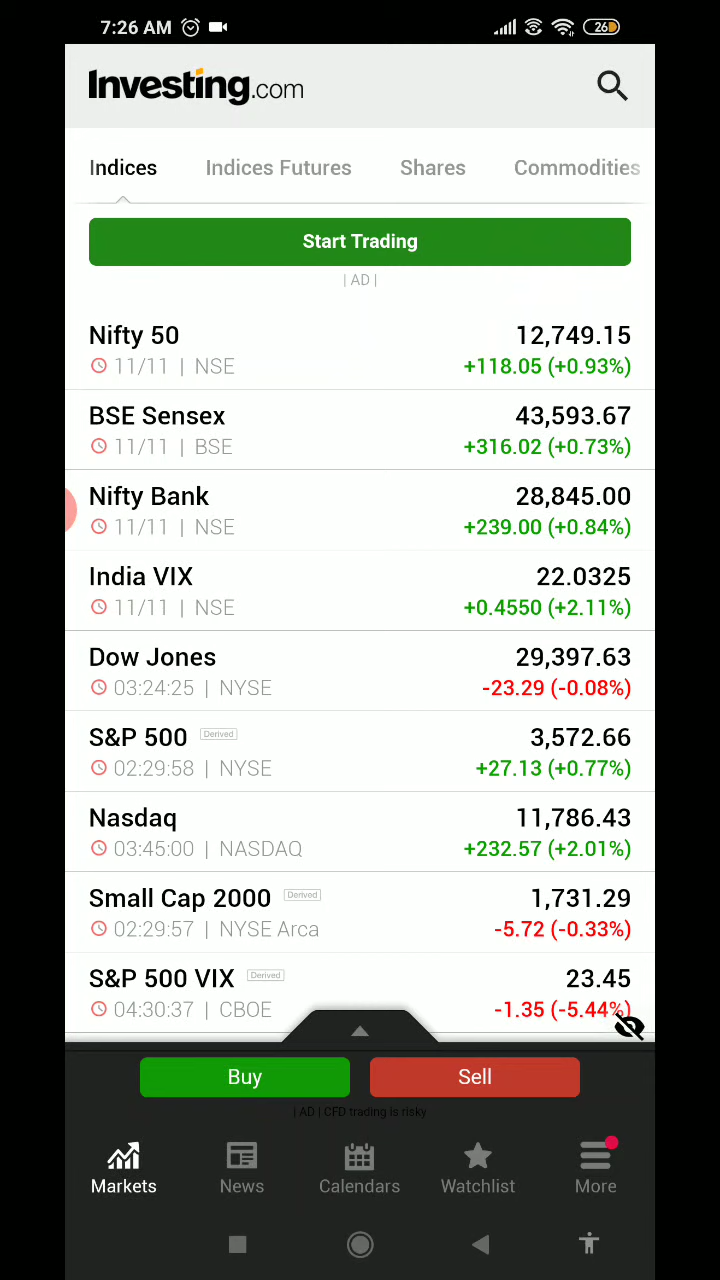 7:26 AM 26
Investing.com
Indices Indices Futures Shares Commodities
Start Trading
| AD |
Nifty 50 12,749.15
11/11 | NSE +118.05 (+0.93%)
BSE Sensex 43,593.67
11/11 | BSE +316.02 (+0.73%)
Nifty Bank 28,845.00
11/11 | NSE +239.00 (+0.84%)
India VIX 22.0325
11/11 | NSE +0.4550 (+2.11%)
Dow Jones 29,397.63
03:24:25 | NYSE -23.29 (-0.08%)
S&P 500 Derived 3,572.66
02:29:58 | NYSE +27.13 (+0.77%)
Nasdaq 11,786.43
03:45:00 | NASDAQ +232.57 (+2.01%)
Small Cap 2000 Derived 1,731.29
02:29:57 | NYSE Arca -5.72 (-0.33%)
S&P 500 VIX Derived 23.45
04:30:37 | CBOE -1.35 (-5.44%)
Buy Sell
| AD | CFD trading is risky
Markets News Calendars Watchlist More